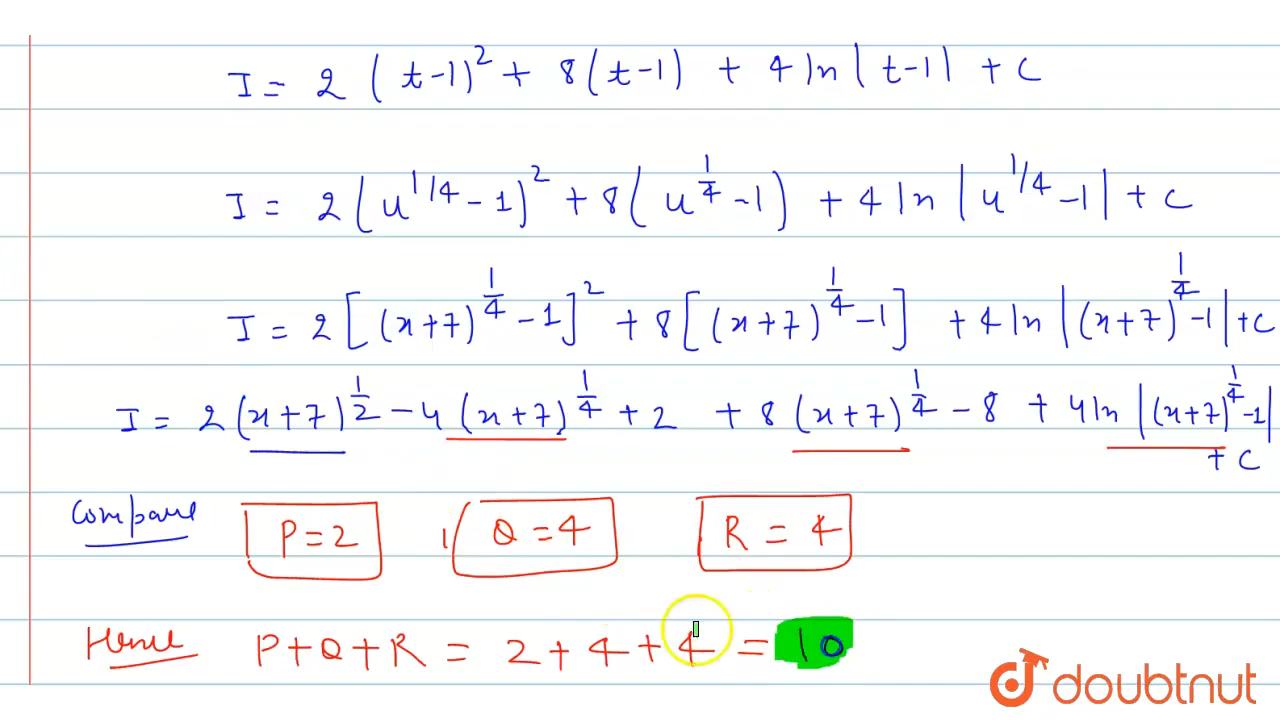 I = 2 (t-1)² + 8(t-1) + 4 ln |t-1| + C
I = 2(u^{1/4} - 1)² + 8(u^{1/4} - 1) + 4 ln |u^{1/4} - 1| + C
I = 2[(x+7)^{1/4} - 1]² + 8[(x+7)^{1/4} - 1] + 4 ln |(x+7)^{1/4} - 1| + C
I = 2(x+7)^{1/2} - 4(x+7)^{1/4} + 2 + 8(x+7)^{1/4} - 8 + 4 ln |(x+7)^{1/4} - 1|
+ C
Compare P = 2 Q = 4 R = 4
Hence P + Q + R = 2 + 4 + 4 = 10
doubtnut